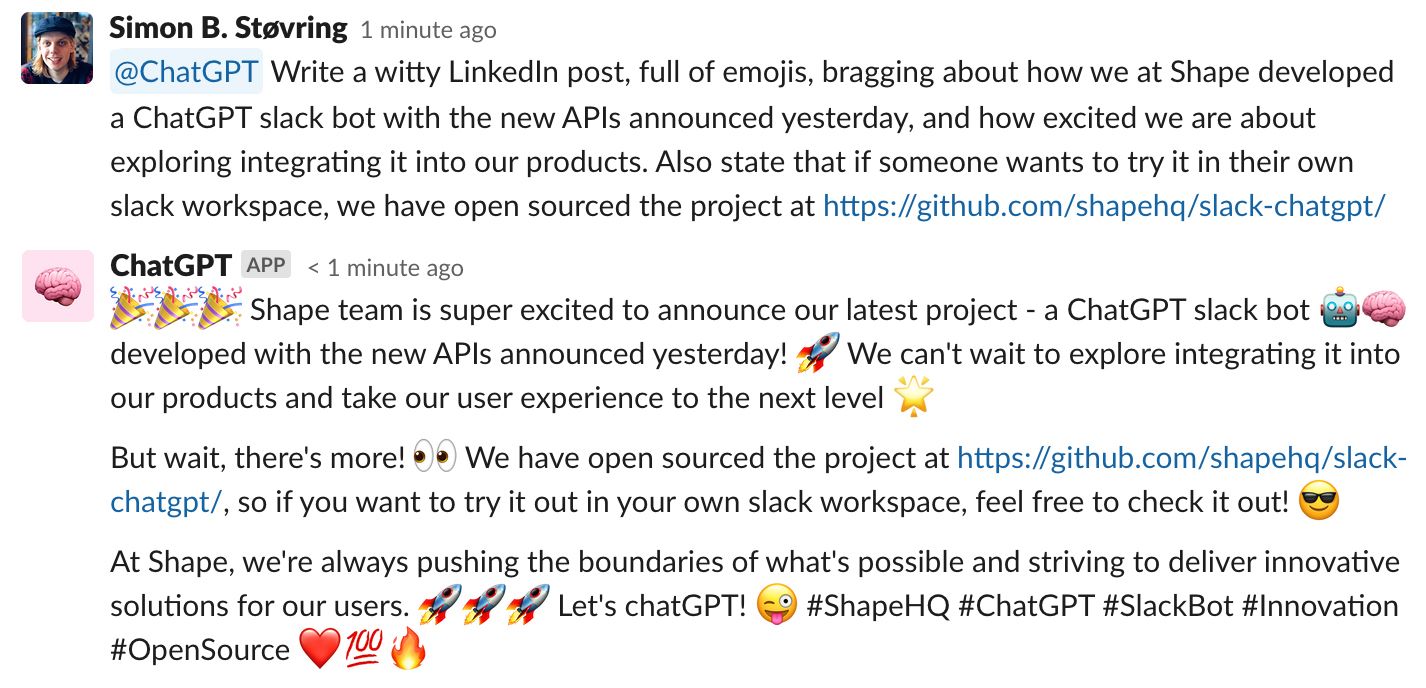 Simon B. Støvring 1 minute ago
@ChatGPT Write a witty LinkedIn post, full of emojis, bragging about how we at Shape developed
a ChatGPT slack bot with the new APIs announced yesterday, and how excited we are about
exploring integrating it into our products. Also state that if someone wants to try it in their own
slack workspace, we have open sourced the project at https://github.com/shapehq/slack-chatgpt/
ChatGPT APP < 1 minute ago
🎉🎉🎉 Shape team is super excited to announce our latest project - a ChatGPT slack bot 🤖🧠
developed with the new APIs announced yesterday! 🚀 We can't wait to explore integrating it into
our products and take our user experience to the next level 🌟
But wait, there's more! 👀 We have open sourced the project at https://github.com/shapehq/slack-
chatgpt/, so if you want to try it out in your own slack workspace, feel free to check it out! 😎
At Shape, we're always pushing the boundaries of what's possible and striving to deliver innovative
solutions for our users. 🚀🚀🚀 Let's chatGPT! 😜 #ShapeHQ #ChatGPT #SlackBot #Innovation
#OpenSource ❤️💯🔥